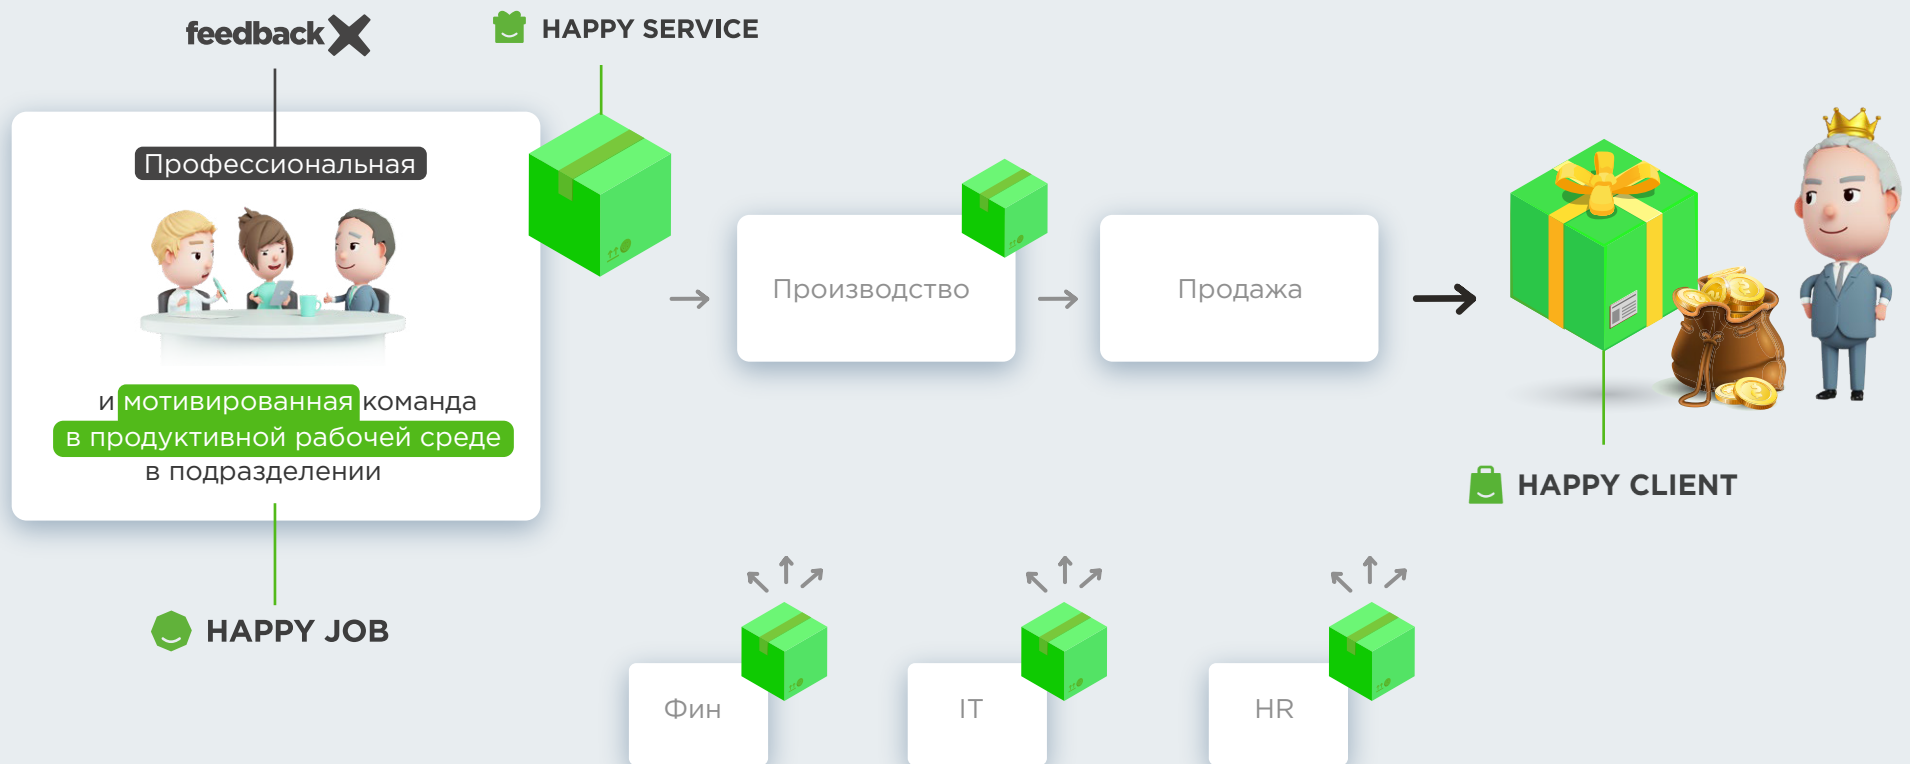 feedback X
HAPPY SERVICE
Профессиональная
и мотивированная команда
в продуктивной рабочей среде
в подразделении
Производство
Продажа
HAPPY CLIENT
HAPPY JOB
Фин
IT
HR